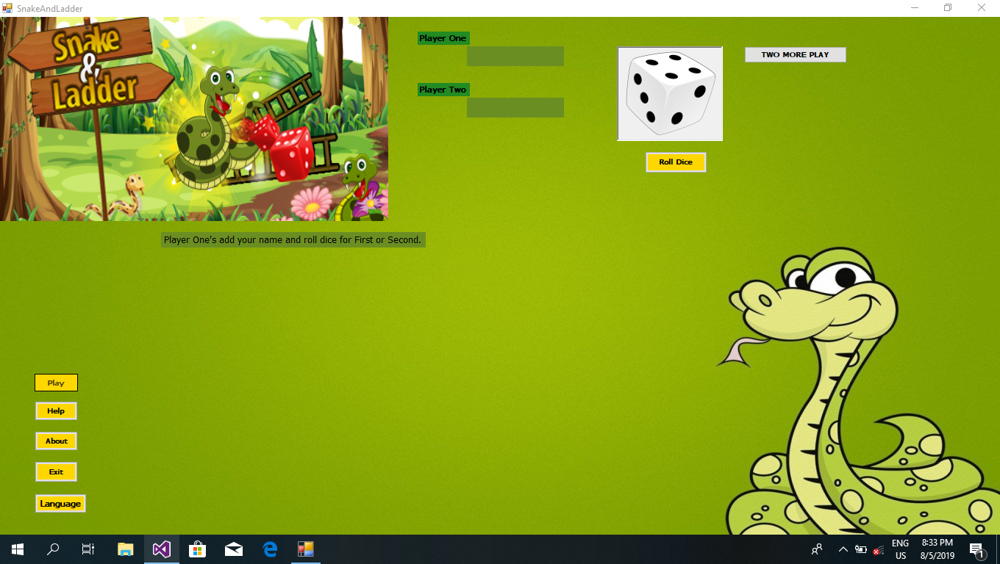 SnakeAndLadder
Snake
&
Ladder
Player One
Player Two
TWO MORE PLAY
Roll Dice
Player One's add your name and roll dice for First or Second.
Play
Help
About
Exit
Language
ENG
US
8:33 PM
8/5/2019
1